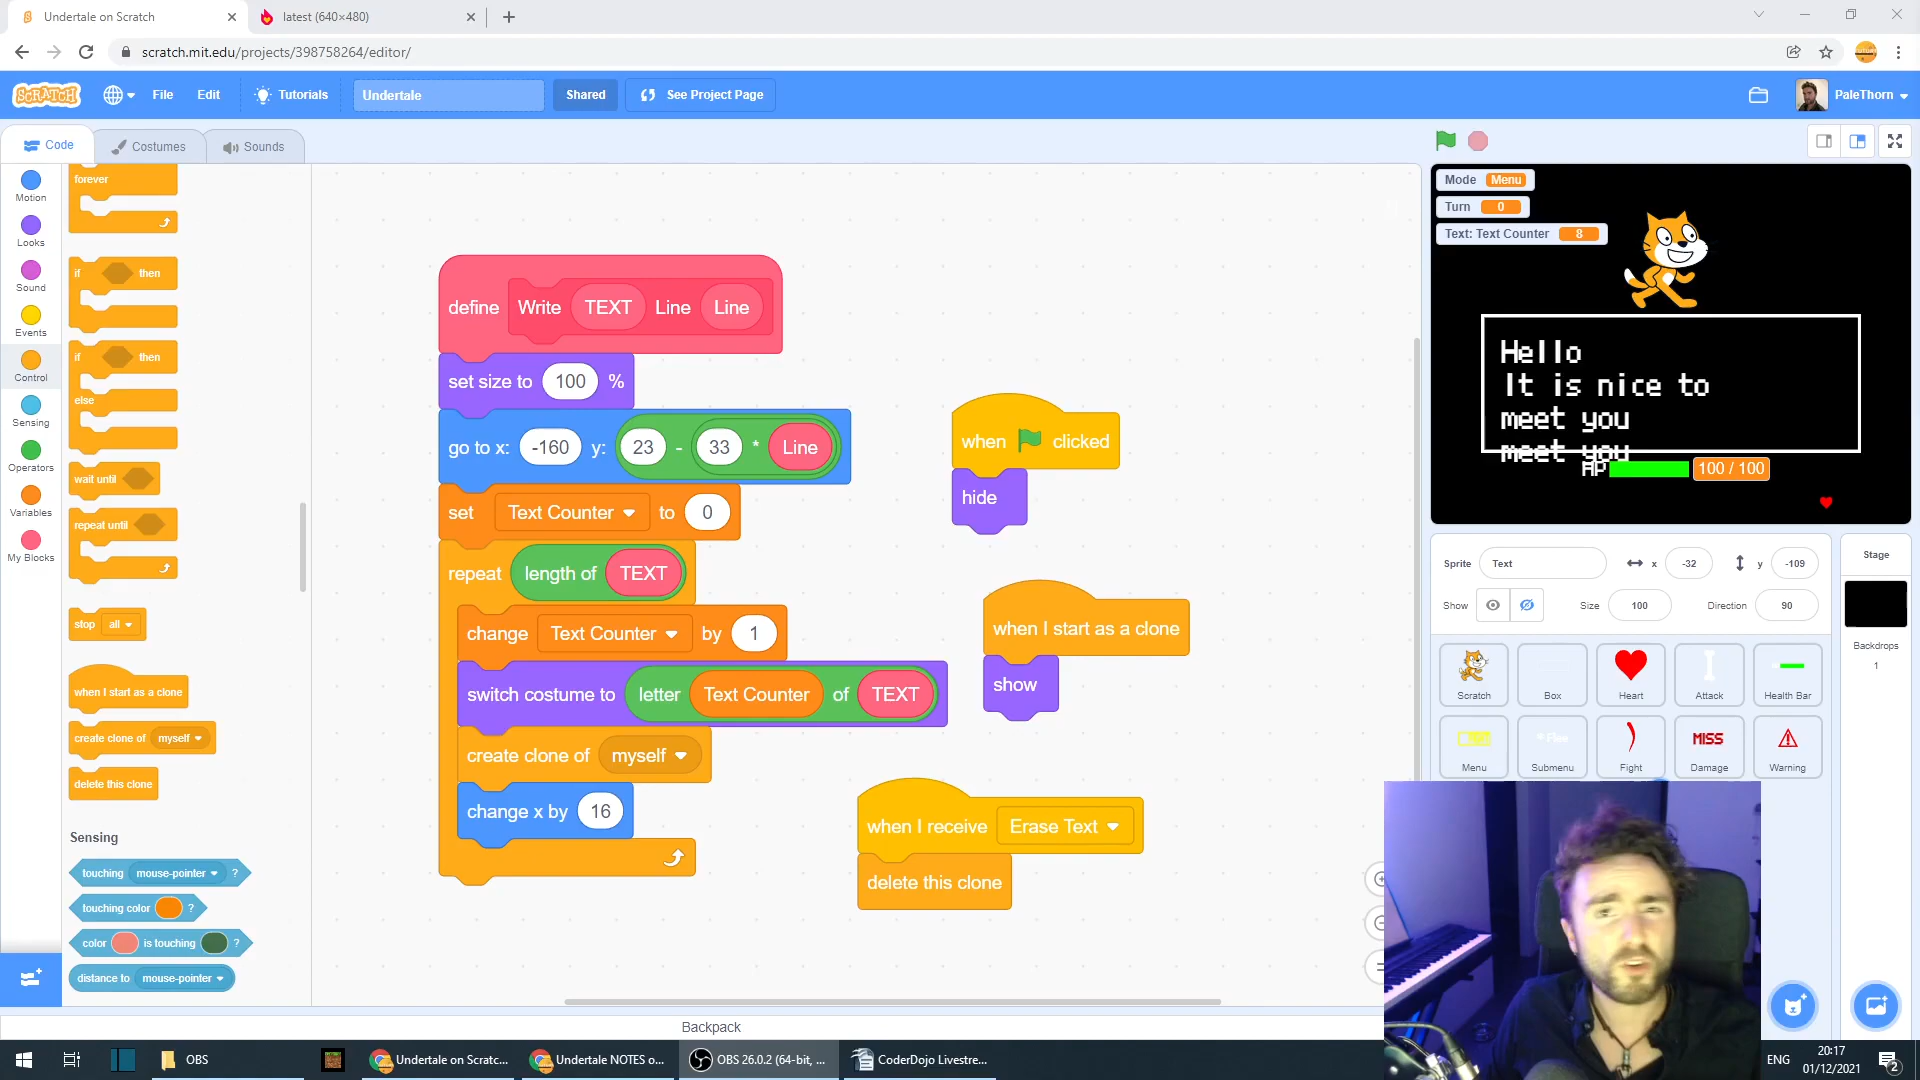 Undertale on Scratch
latest (640×480)
scratch.mit.edu/projects/398758264/editor/
SCRATCH
File
Edit
Tutorials
Undertale
Shared
See Project Page
PaleThorn
Code
Costumes
Sounds
Motion
Looks
Sound
Events
Control
Sensing
Operators
Variables
My Blocks
forever
if then
if then
else
wait until
repeat until
stop all
when I start as a clone
create clone of myself
delete this clone
Sensing
touching mouse-pointer ?
touching color ?
color is touching ?
distance to mouse-pointer
define Write TEXT Line Line
set size to 100 %
go to x: -160 y: 23 - 33 * Line
set Text Counter to 0
repeat length of TEXT
change Text Counter by 1
switch costume to letter Text Counter of TEXT
create clone of myself
change x by 16
when clicked
hide
when I start as a clone
show
when I receive Erase Text
delete this clone
Mode Menu
Turn 0
Text: Text Counter 8
Hello
It is nice to
meet you
meet you
100 / 100
Sprite Text x -32 y -109
Show Size 100 Direction 90
Stage
Backdrops
1
Scratch
Box
Heart
Attack
Health Bar
Menu
Submenu
Fight
MISS
Damage
Warning
Backpack
OBS
Undertale on Scratc...
Undertale NOTES o...
OBS 26.0.2 (64-bit, ...
CoderDojo Livestre...
ENG
20:17
01/12/2021
2